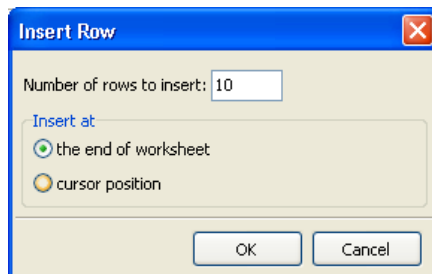 Insert Row
Number of rows to insert: 10
Insert at
the end of worksheet
cursor position
OK Cancel